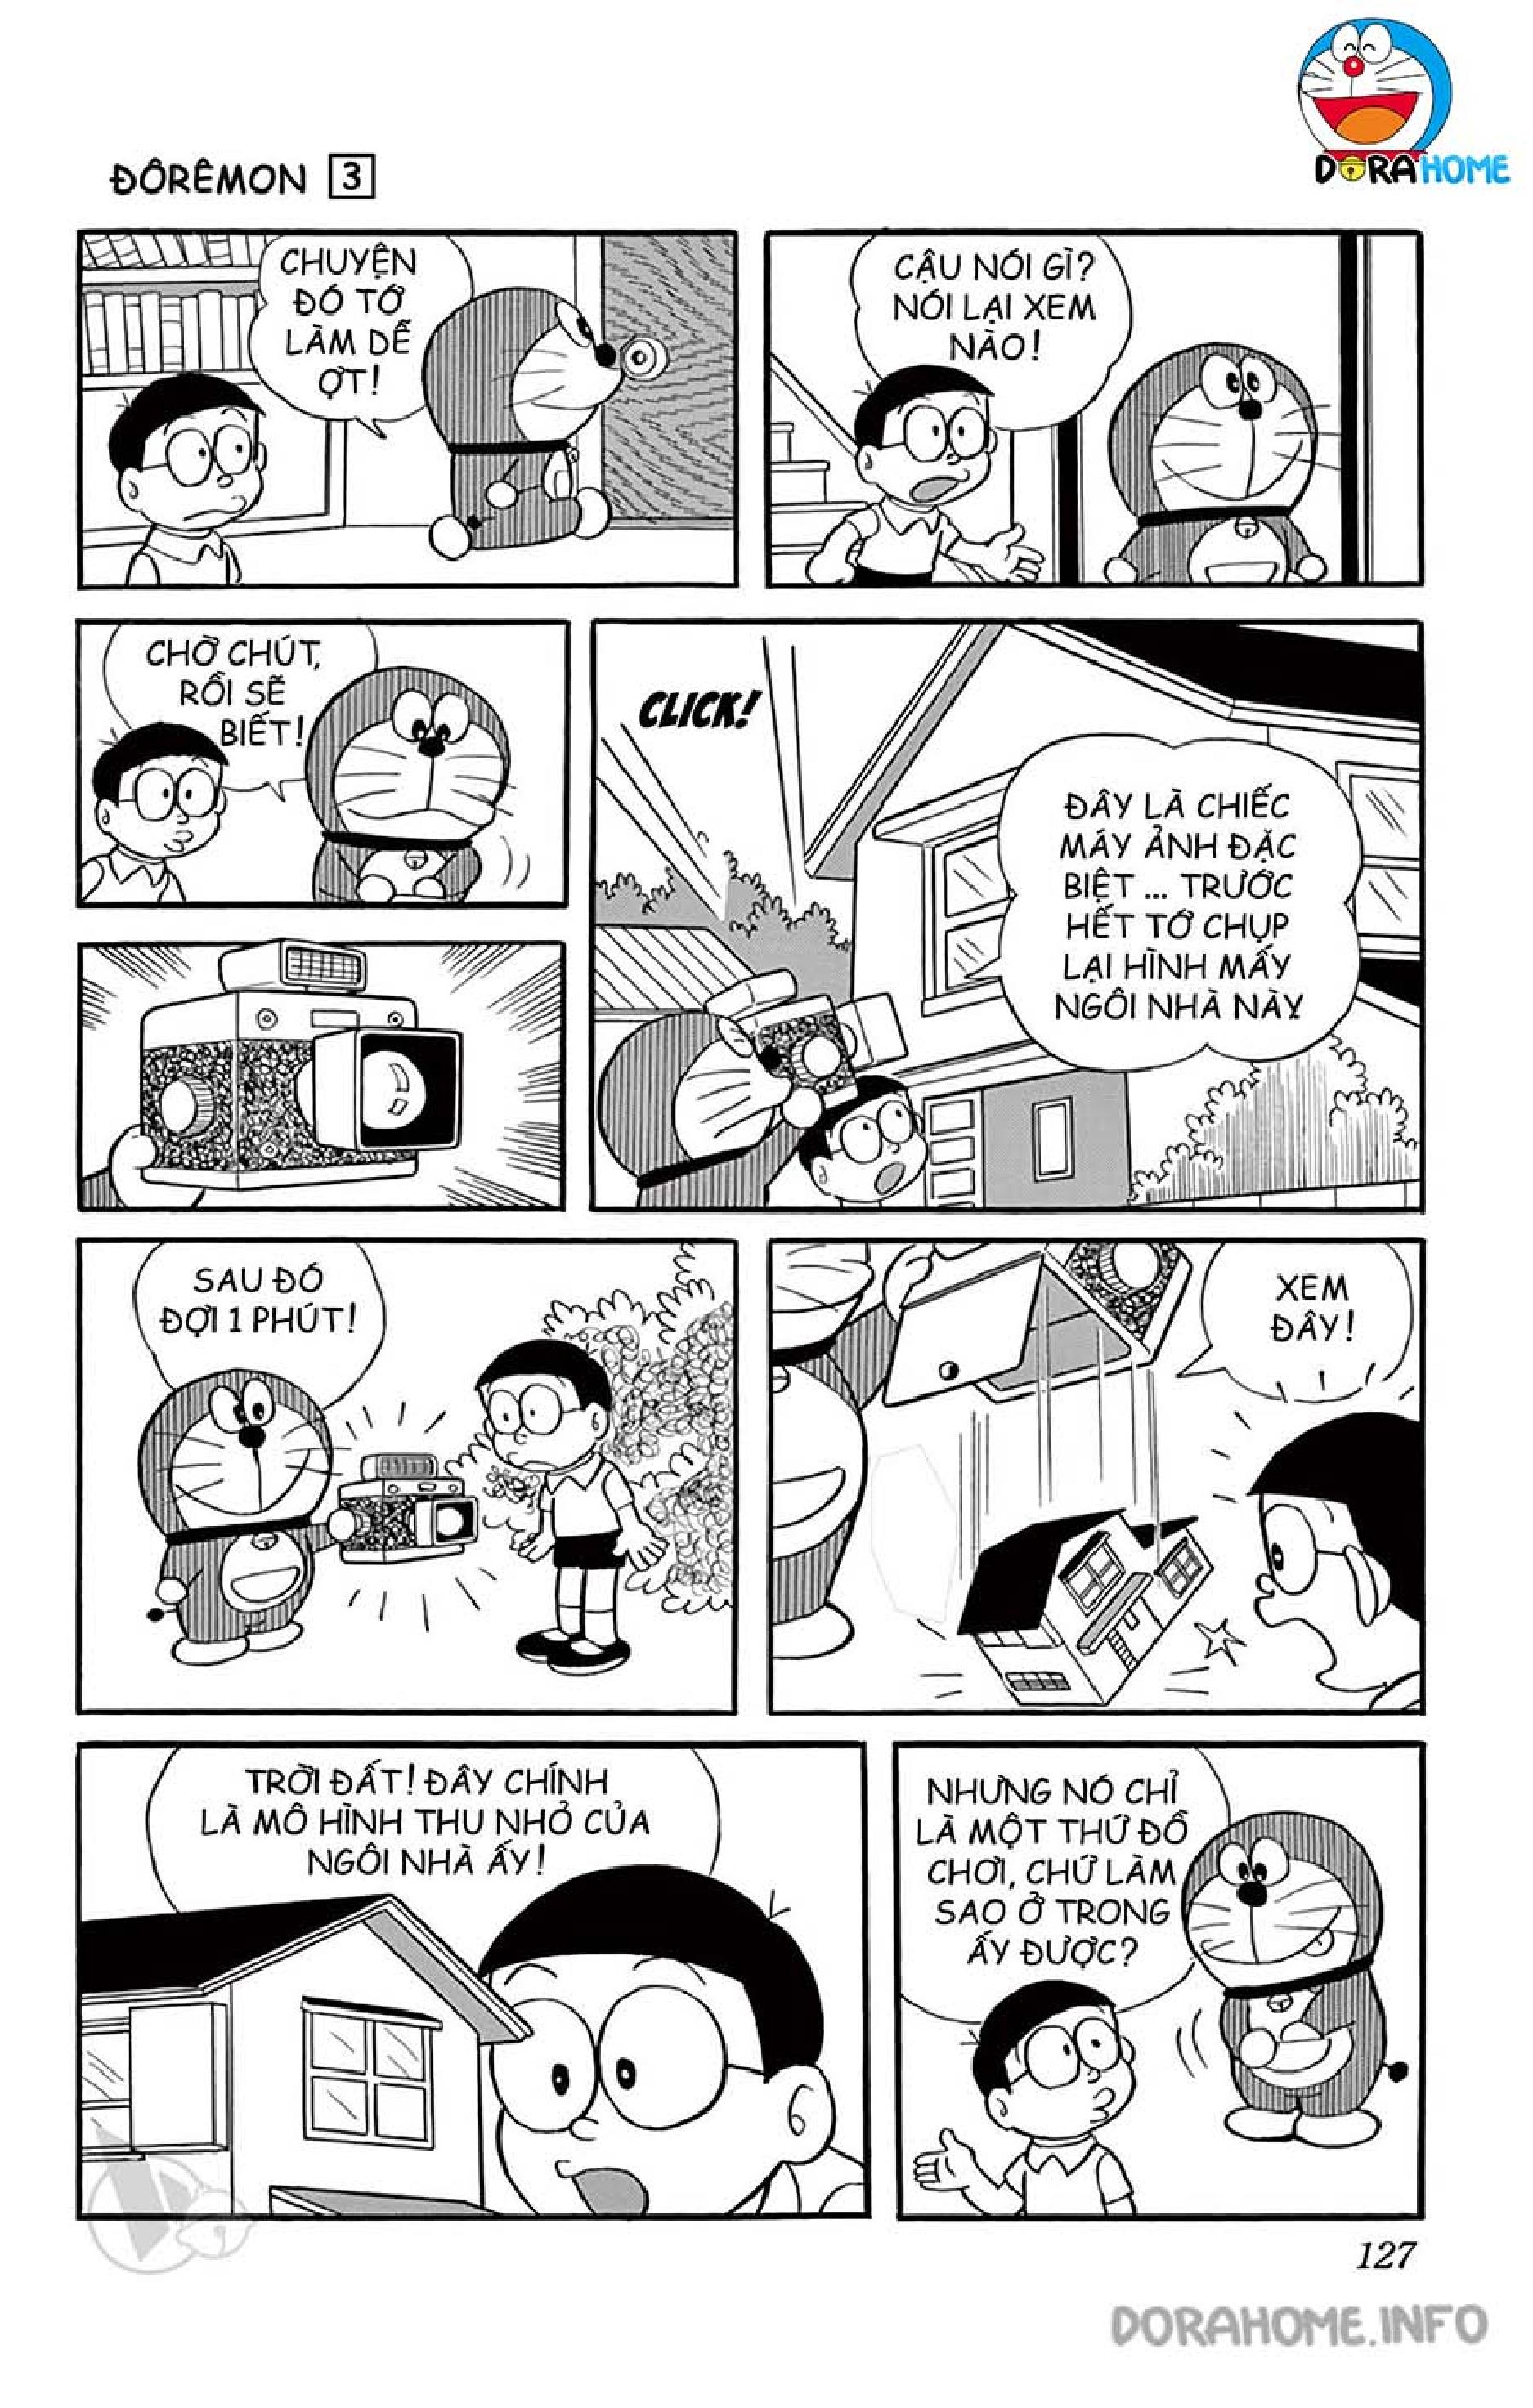 DORAHOME
ĐÔRÊMON 3
CHUYỆN
ĐÓ TỚ
LÀM DỄ
ỢT!
CẬU NÓI GÌ?
NÓI LẠI XEM
NÀO!
CHỜ CHÚT,
RỒI SẼ
BIẾT!
CLICK!
ĐÂY LÀ CHIẾC
MÁY ẢNH ĐẶC
BIỆT ... TRƯỚC
HẾT TỚ CHỤP
LẠI HÌNH MẤY
NGÔI NHÀ NÀY.
SAU ĐÓ
ĐỢI 1 PHÚT!
XEM
ĐÂY!
TRỜI ĐẤT! ĐÂY CHÍNH
LÀ MÔ HÌNH THU NHỎ CỦA
NGÔI NHÀ ẤY!
NHƯNG NÓ CHỈ
LÀ MỘT THỨ ĐỒ
CHƠI, CHỨ LÀM
SAO Ở TRONG
ẤY ĐƯỢC?
127
DORAHOME.INFO